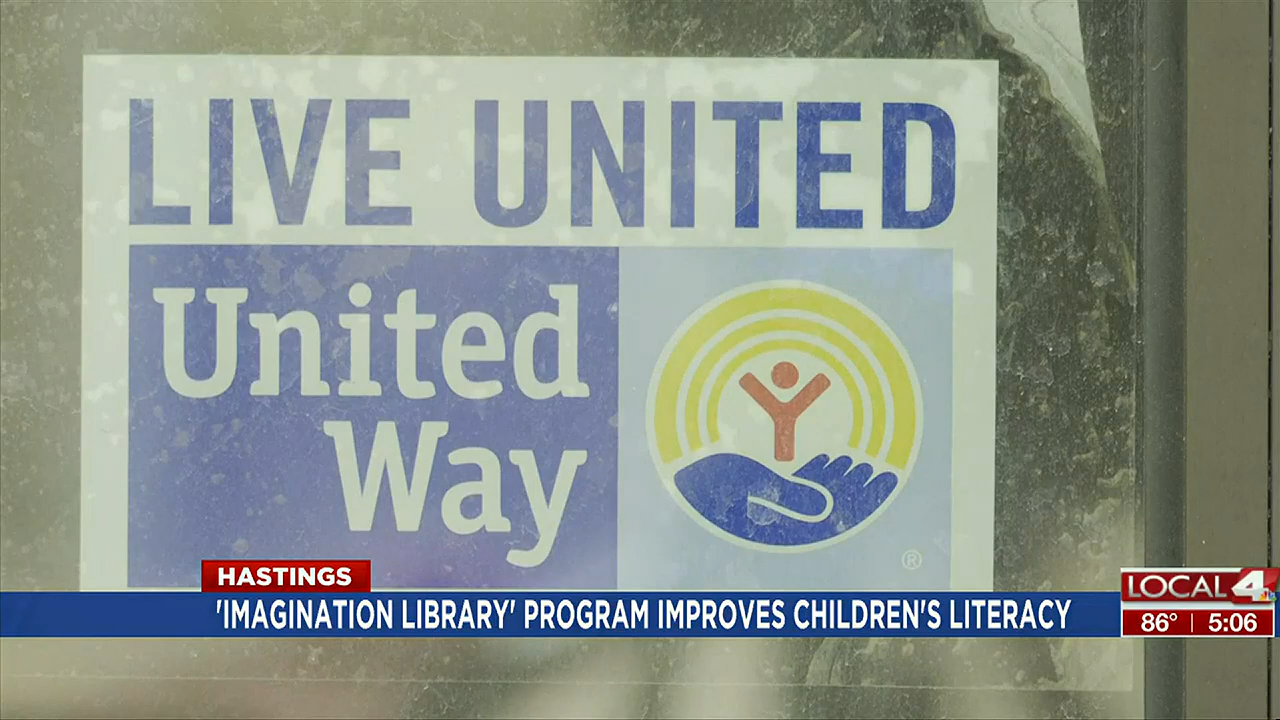 LIVE UNITED
United
Way
®
HASTINGS
'IMAGINATION LIBRARY' PROGRAM IMPROVES CHILDREN'S LITERACY
LOCAL 4
86° | 5:06